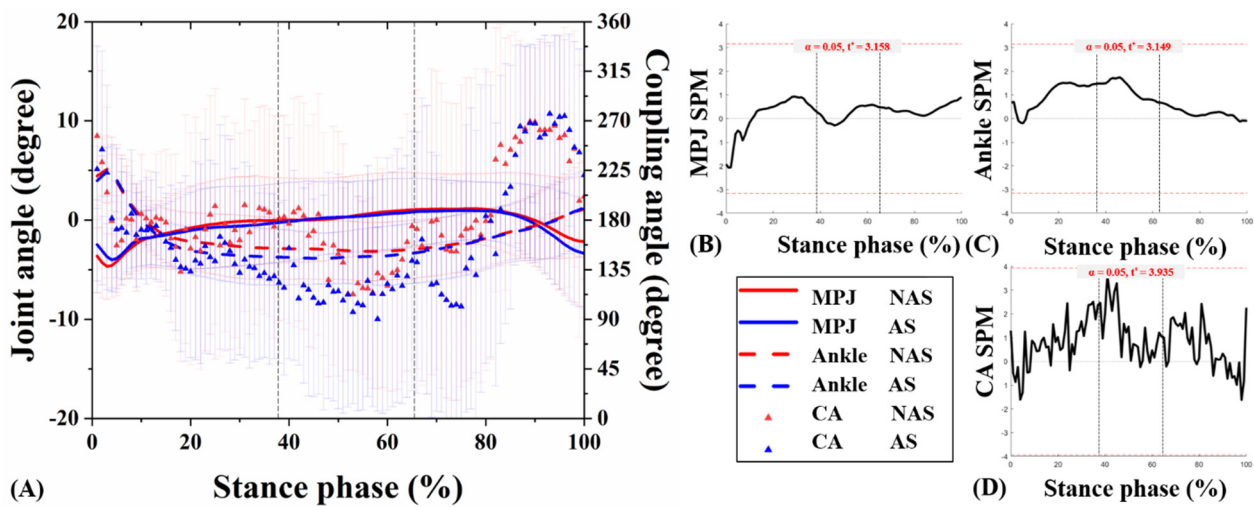 20
10
0
-10
-20
Joint angle (degree)
0 20 40 60 80 100
Stance phase (%)
360
315
270
225
180
135
90
45
0
Coupling angle (degree)
(A)
4
3
2
1
0
-1
-2
-3
-4
α = 0.05, t* = 3.158
MPJ SPM
0 20 40 60 80 100
(B) Stance phase (%)
4
3
2
1
0
-1
-2
-3
-4
α = 0.05, t* = 3.149
Ankle SPM
0 20 40 60 80 100
(C) Stance phase (%)
MPJ NAS
MPJ AS
Ankle NAS
Ankle AS
CA NAS
CA AS
4
3
2
1
0
-1
-2
-3
-4
α = 0.05, t* = 3.935
CA SPM
0 20 40 60 80 100
(D) Stance phase (%)